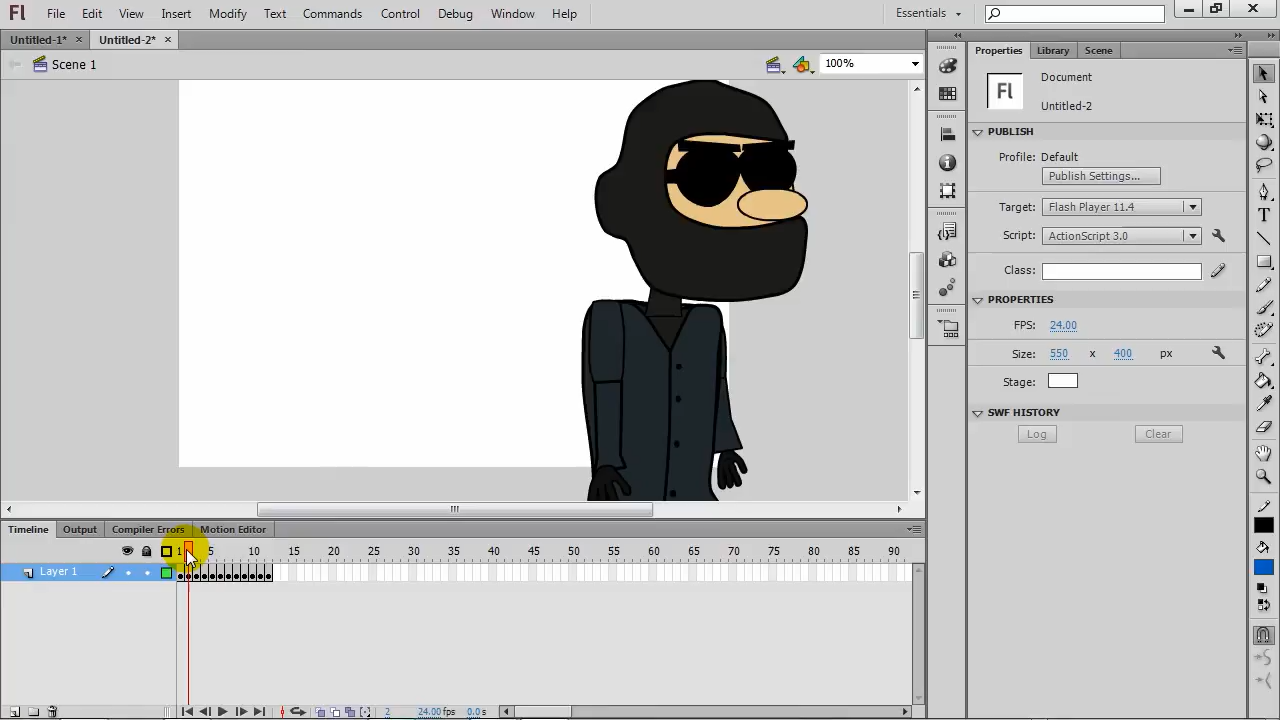 Fl File Edit View Insert Modify Text Commands Control Debug Window Help Essentials
Untitled-1* × Untitled-2* ×
Scene 1 100%
Properties Library Scene
Fl Document
Untitled-2
PUBLISH
Profile: Default
Publish Settings...
Target: Flash Player 11.4
Script: ActionScript 3.0
Class:
PROPERTIES
FPS: 24.00
Size: 550 x 400 px
Stage:
SWF HISTORY
Log Clear
Timeline Output Compiler Errors Motion Editor
1 5 10 15 20 25 30 35 40 45 50 55 60 65 70 75 80 85 90
Layer 1
2 24.00 fps 0.0 s